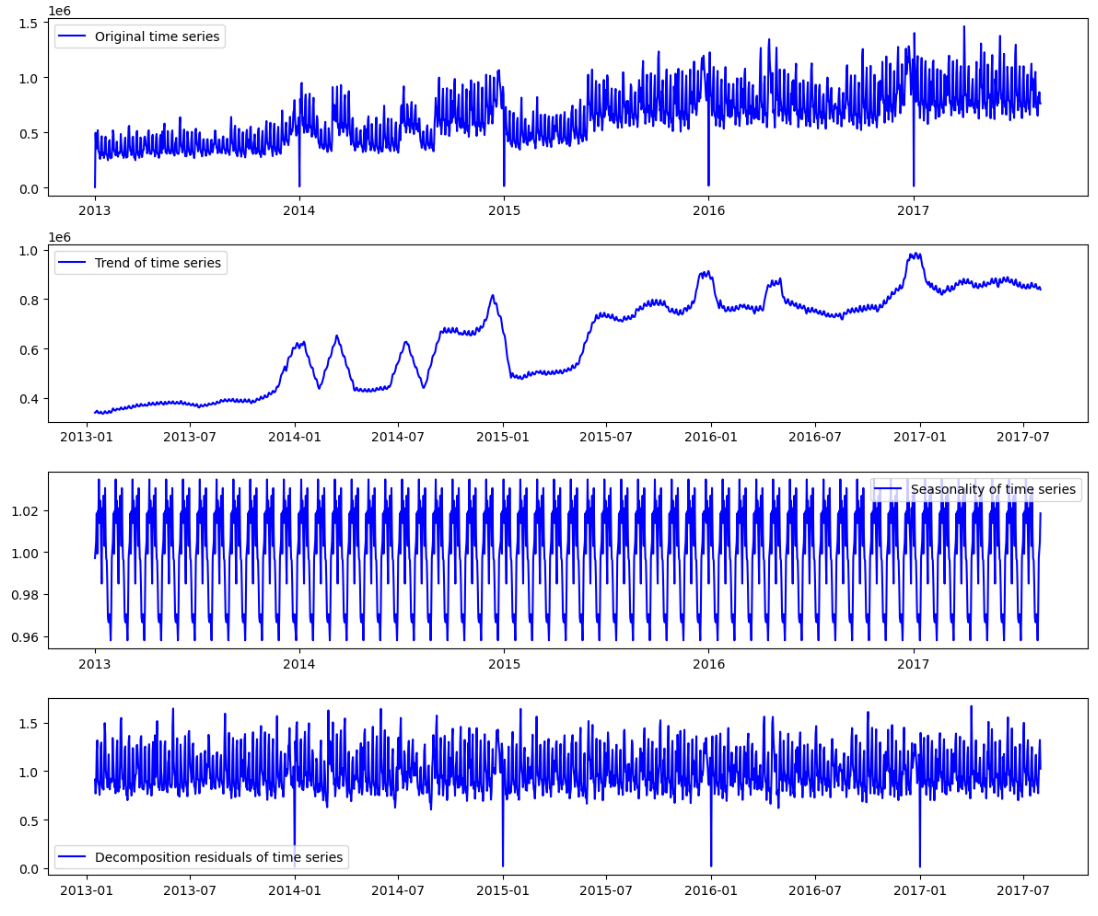 1e6
1.5
Original time series
1.0
0.5
0.0
2013 2014 2015 2016 2017
1e6
1.0
Trend of time series
0.8
0.6
0.4
2013-01 2013-07 2014-01 2014-07 2015-01 2015-07 2016-01 2016-07 2017-01 2017-07
Seasonality of time series
1.02
1.00
0.98
0.96
2013 2014 2015 2016 2017
1.5
1.0
0.5
Decomposition residuals of time series
0.0
2013-01 2013-07 2014-01 2014-07 2015-01 2015-07 2016-01 2016-07 2017-01 2017-07